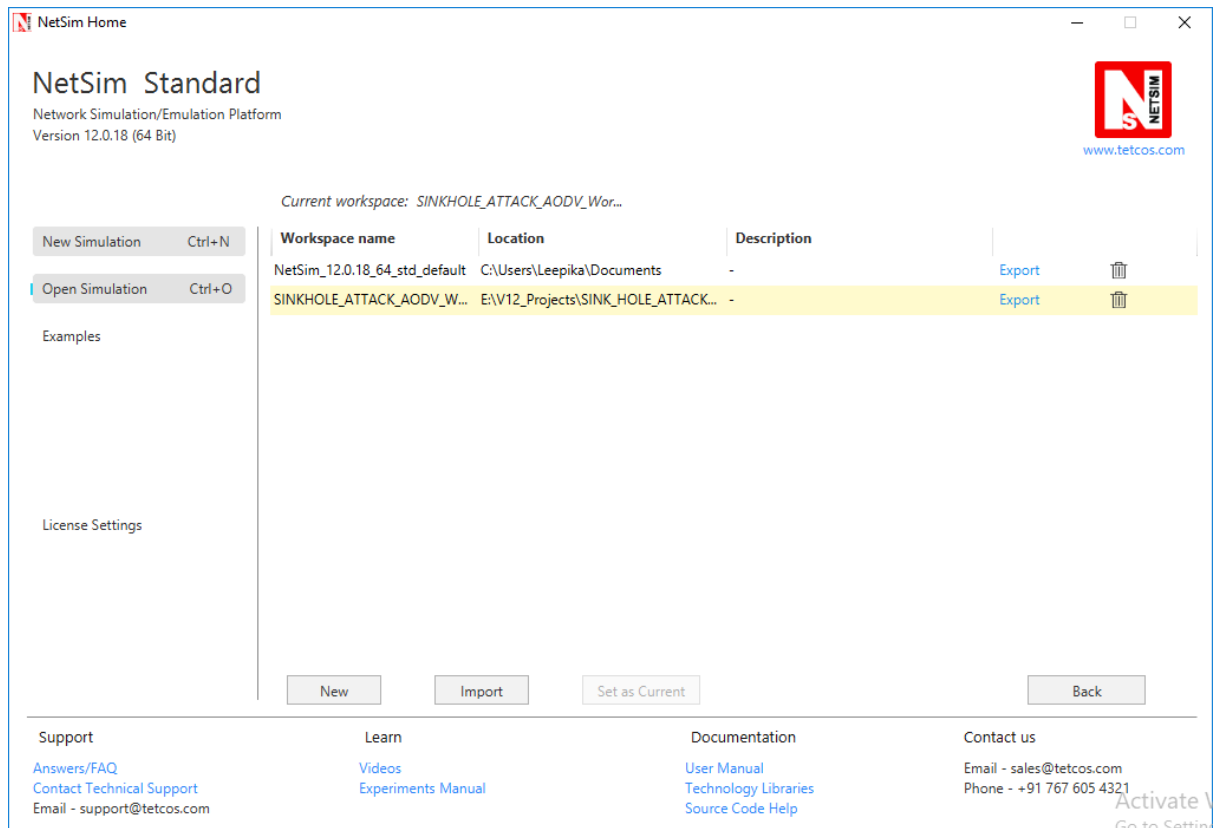 NetSim Home
NetSim Standard
Network Simulation/Emulation Platform
Version 12.0.18 (64 Bit)
N
S
NETSIM
www.tetcos.com
Current workspace: SINKHOLE_ATTACK_AODV_Wor...
New Simulation Ctrl+N
Open Simulation Ctrl+O
Examples
License Settings
Workspace name Location Description
NetSim_12.0.18_64_std_default C:\Users\Leepika\Documents - Export
SINKHOLE_ATTACK_AODV_W... E:\V12_Projects\SINK_HOLE_ATTACK... - Export
New Import Set as Current Back
Support
Answers/FAQ
Contact Technical Support
Email - support@tetcos.com
Learn
Videos
Experiments Manual
Documentation
User Manual
Technology Libraries
Source Code Help
Contact us
Email - sales@tetcos.com
Phone - +91 767 605 4321
Activate
Go to